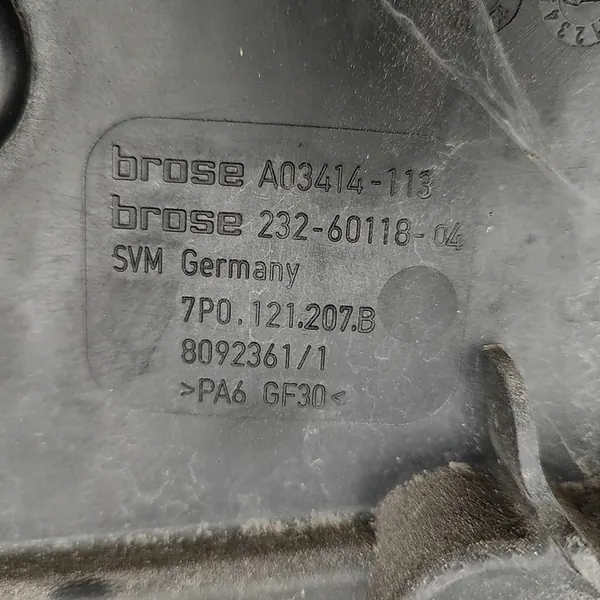 brose A03414-113
brose 232-60118-04
SVM Germany
7P0.121.207.B
8092361/1
>PA6 GF30<